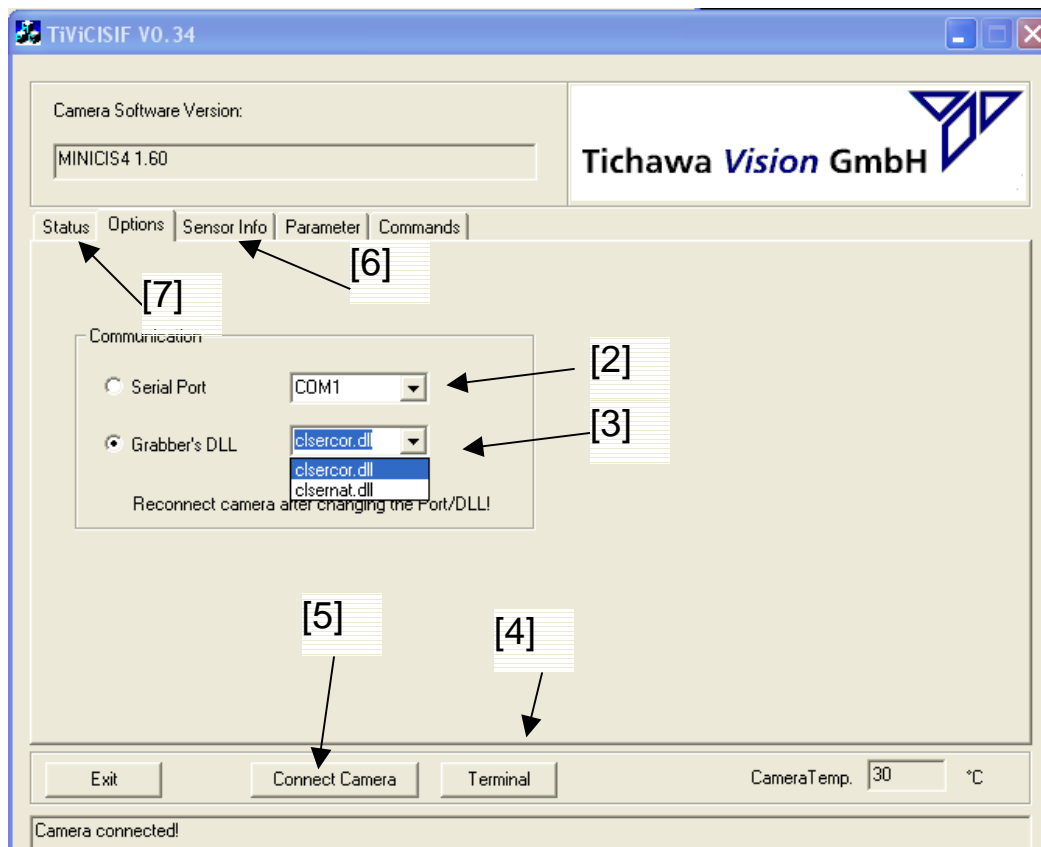 TiViCISIF V0.34
Camera Software Version:
MINICIS4 1.60
Tichawa Vision GmbH
Status Options Sensor Info Parameter Commands
[6]
[7]
Communication
[2]
Serial Port COM1
[3]
Grabber's DLL clsercor.dll
clsercor.dll
clsernat.dll
Reconnect camera after changing the Port/DLL!
[5]
[4]
Exit Connect Camera Terminal CameraTemp. 30 °C
Camera connected!